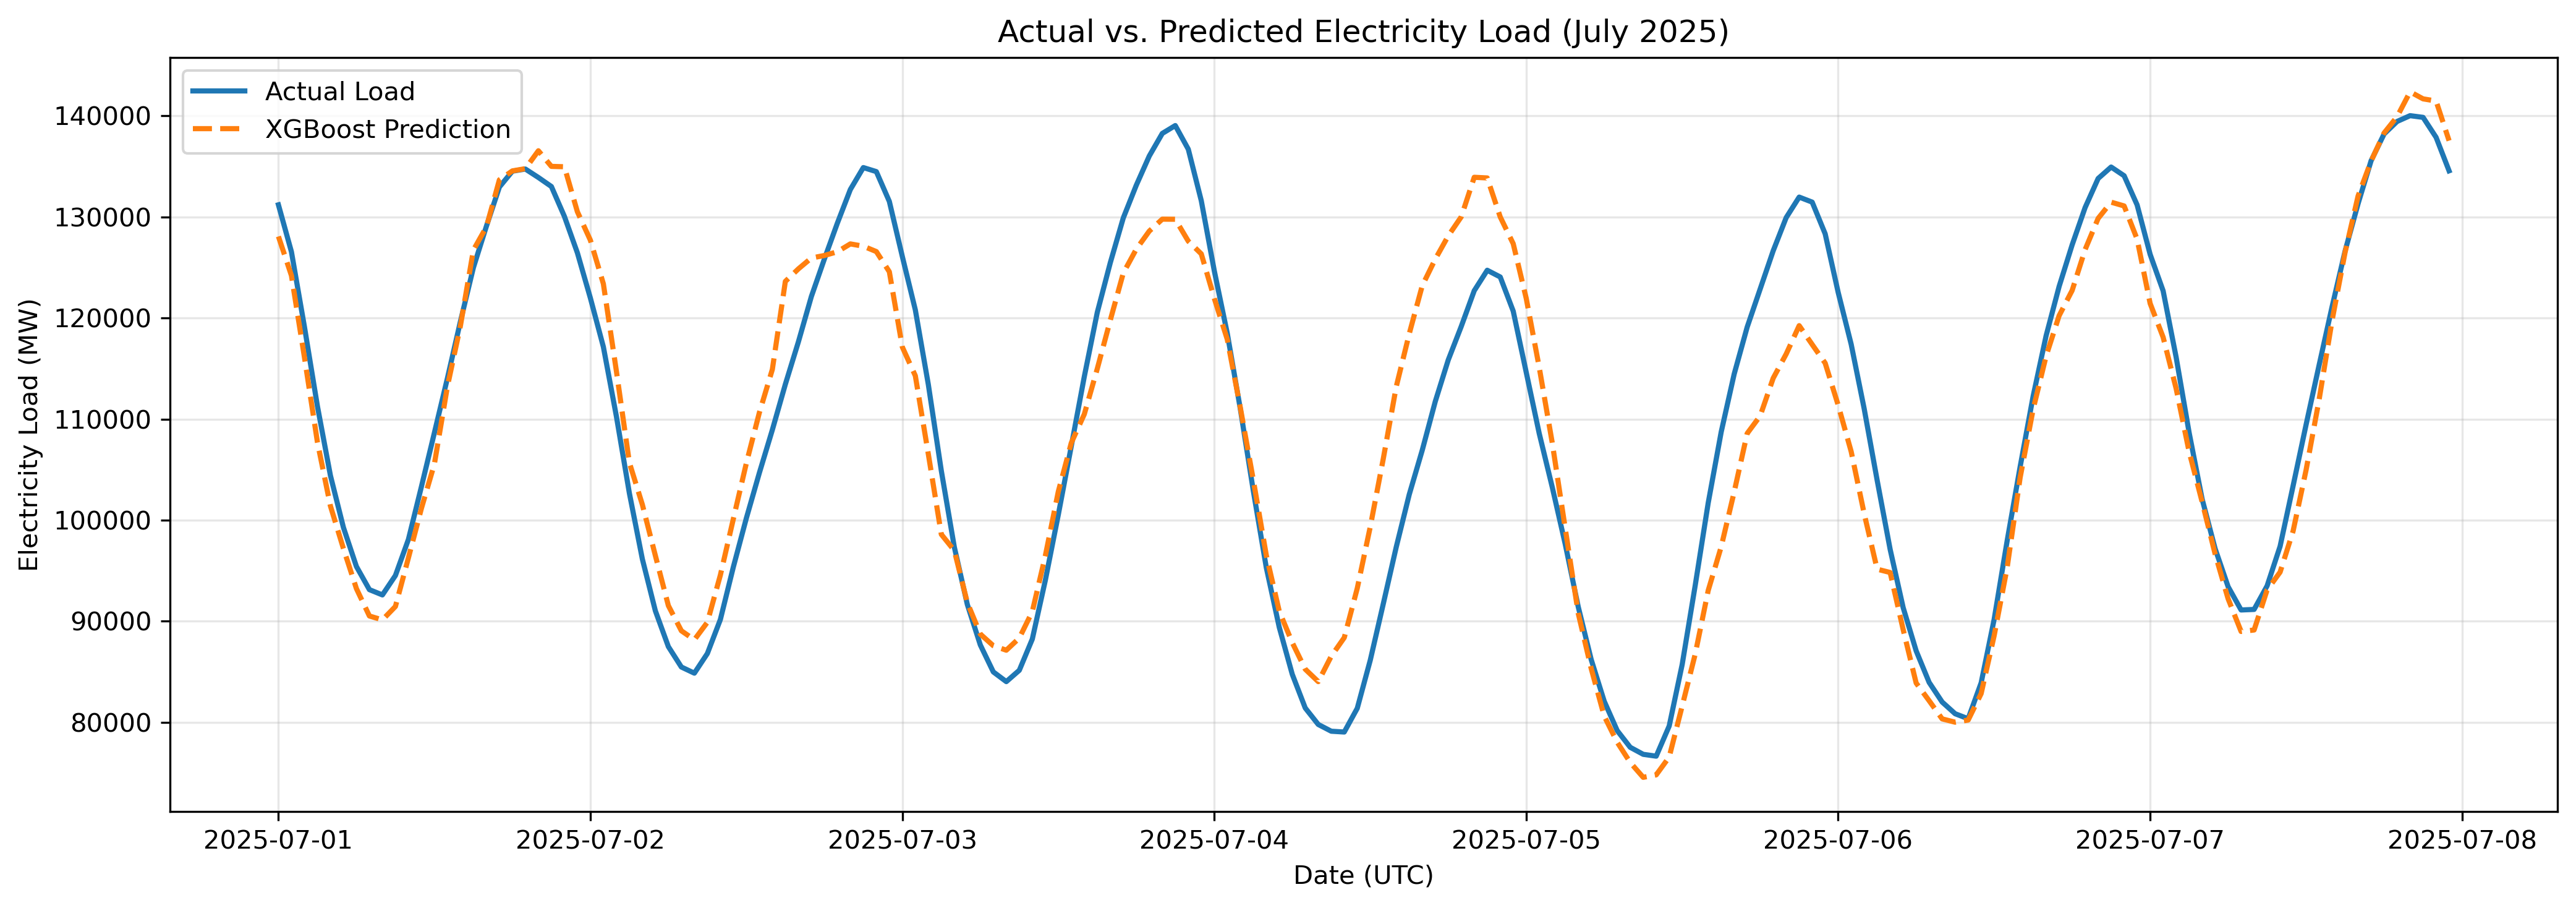 Actual vs. Predicted Electricity Load (July 2025)
Actual Load
XGBoost Prediction
Electricity Load (MW)
140000
130000
120000
110000
100000
90000
80000
2025-07-01 2025-07-02 2025-07-03 2025-07-04 2025-07-05 2025-07-06 2025-07-07 2025-07-08
Date (UTC)